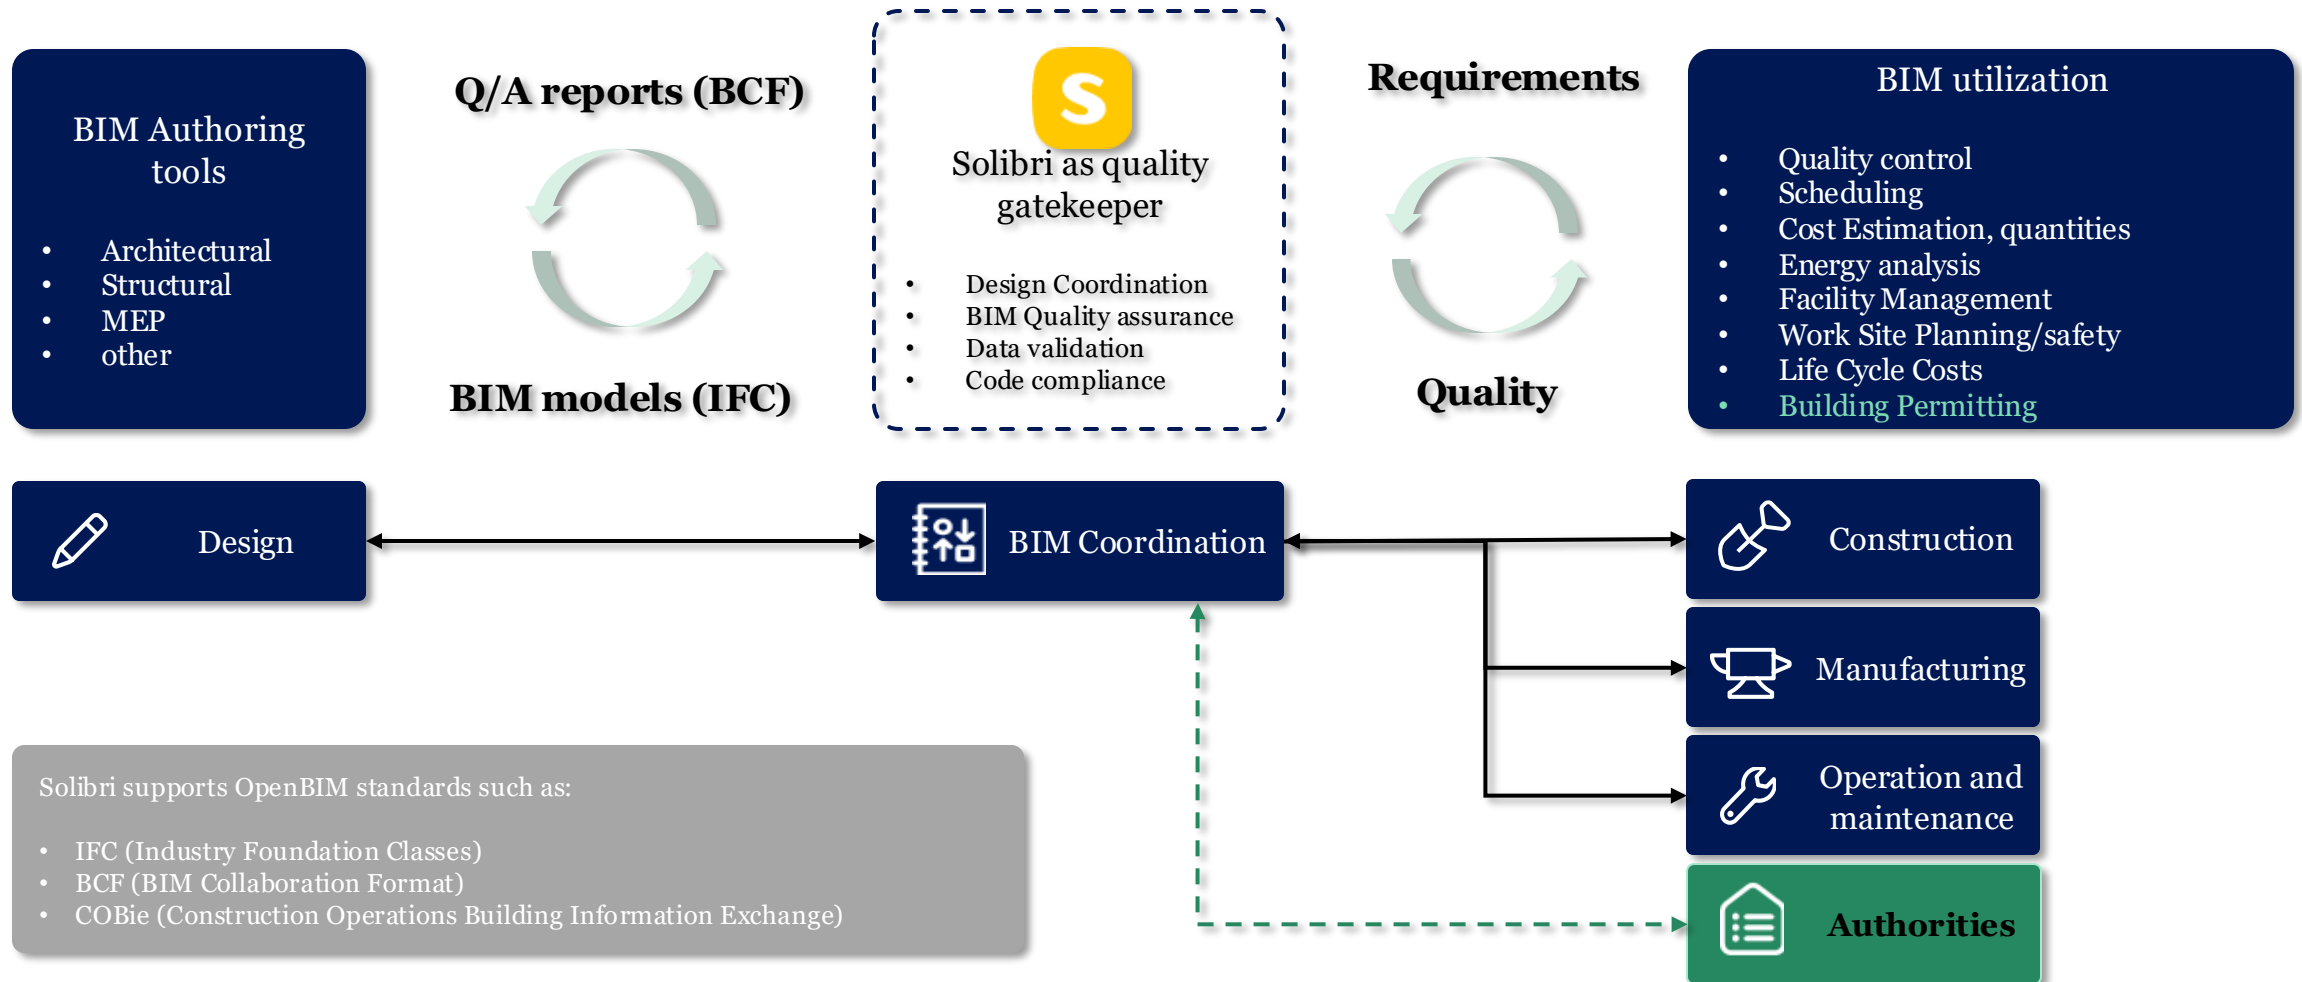 BIM Authoring
tools
• Architectural
• Structural
• MEP
• other
Q/A reports (BCF)
BIM models (IFC)
S
Solibri as quality
gatekeeper
• Design Coordination
• BIM Quality assurance
• Data validation
• Code compliance
Requirements
Quality
BIM utilization
• Quality control
• Scheduling
• Cost Estimation, quantities
• Energy analysis
• Facility Management
• Work Site Planning/safety
• Life Cycle Costs
• Building Permitting
Design
BIM Coordination
Construction
Manufacturing
Operation and
maintenance
Authorities
Solibri supports OpenBIM standards such as:
• IFC (Industry Foundation Classes)
• BCF (BIM Collaboration Format)
• COBie (Construction Operations Building Information Exchange)